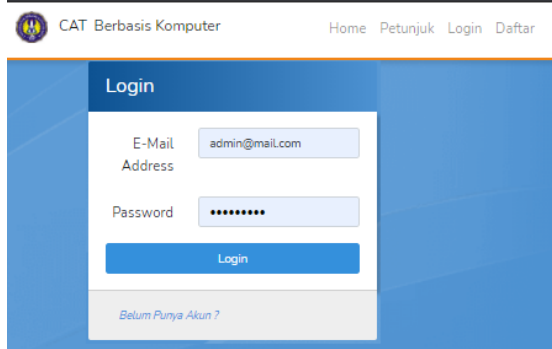 CAT Berbasis Komputer
Home Petunjuk Login Daftar
Login
E-Mail Address
admin@mail.com
Password
•••••••••
Login
Belum Punya Akun ?